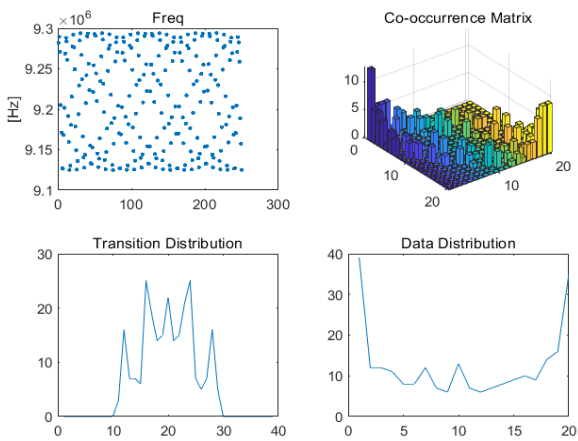 Freq
×10⁶
9.3
9.25
9.2
9.15
9.1
[Hz]
0 100 200 300
Co-occurrence Matrix
10
5
0
0
10
20
10
20
Transition Distribution
30
20
10
0
0 10 20 30 40
Data Distribution
40
30
20
10
0
0 5 10 15 20